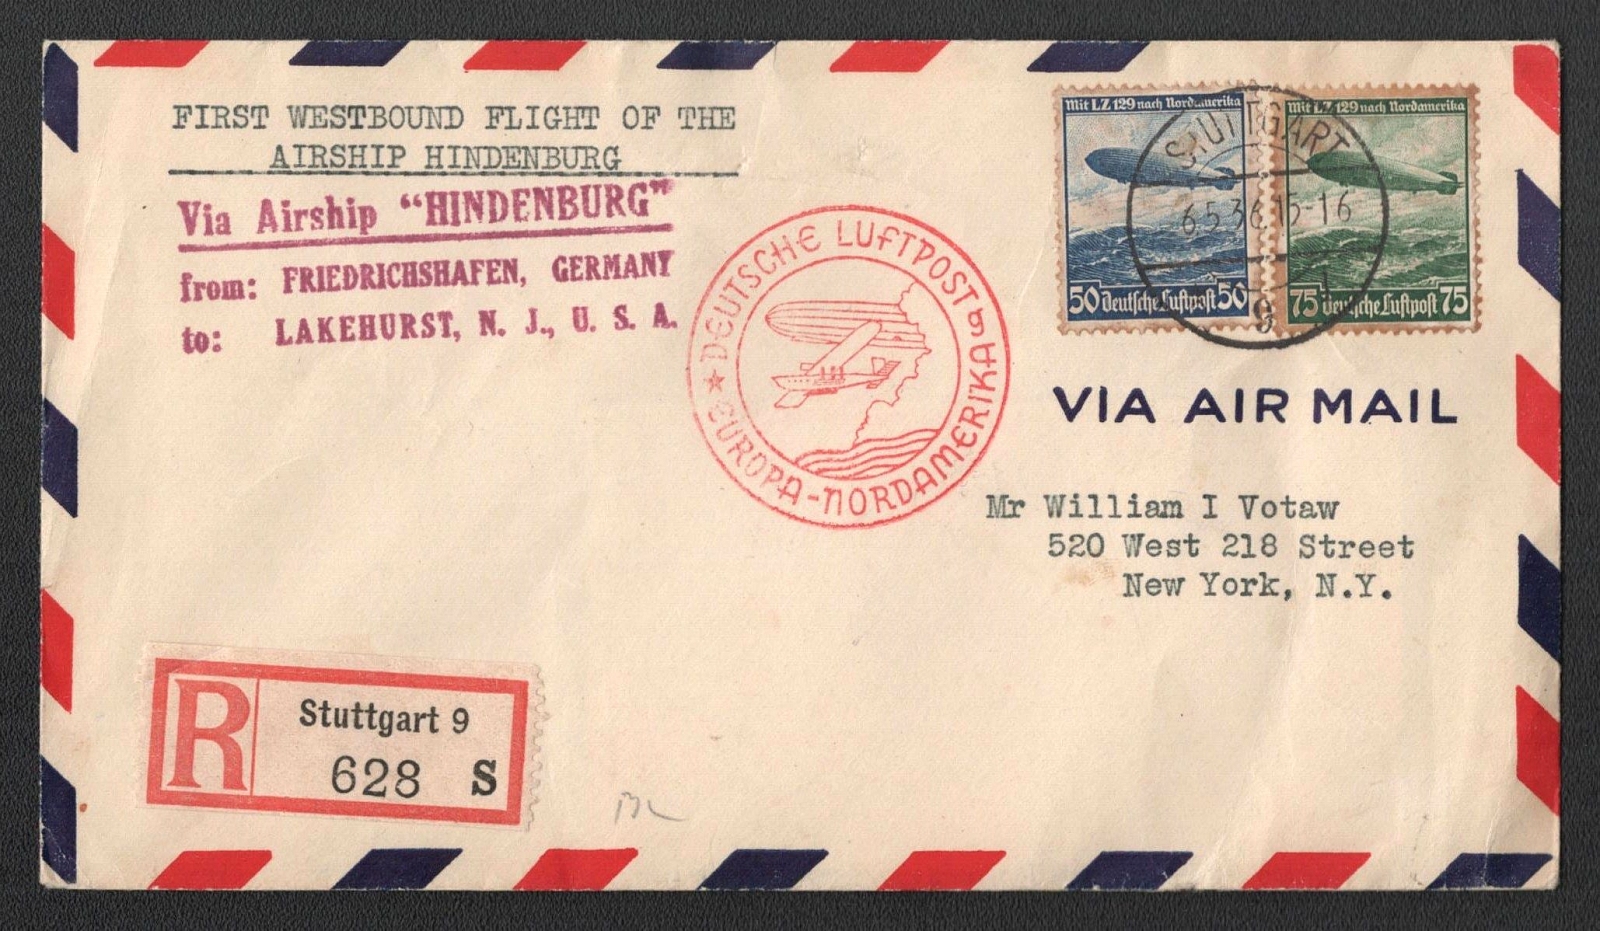 FIRST WESTBOUND FLIGHT OF THE
AIRSHIP HINDENBURG
Via Airship "HINDENBURG"
from: FRIEDRICHSHAFEN, GERMANY
to: LAKEHURST, N. J., U. S. A.
DEUTSCHE LUFTPOST b
★ EUROPA-NORDAMERIKA
Mit LZ 129 nach Nordamerika
50 Deutsche Luftpost 50
Mit LZ 129 nach Nordamerika
75 Deutsche Luftpost 75
STUTTGART
6.5.36.15-16
9
VIA AIR MAIL
Mr William I Votaw
520 West 218 Street
New York, N.Y.
R
Stuttgart 9
628 S